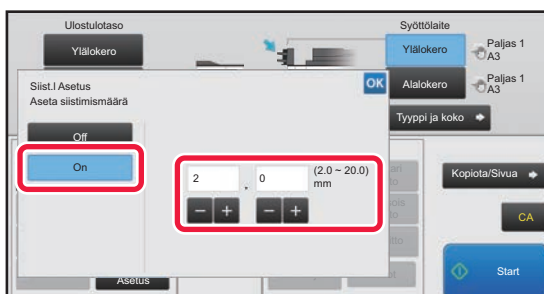 Ulostulotaso
Syöttölaite
Ylälokero
Ylälokero
Paljas 1
A3
Siist.l Asetus
OK
Alalokero
Paljas 1
A3
Aseta siistimismäärä
Tyyppi ja koko
Off
On
2 . 0 (2.0 ~ 20.0)
mm
Kopiota/Sivua
CA
Asetus
Start